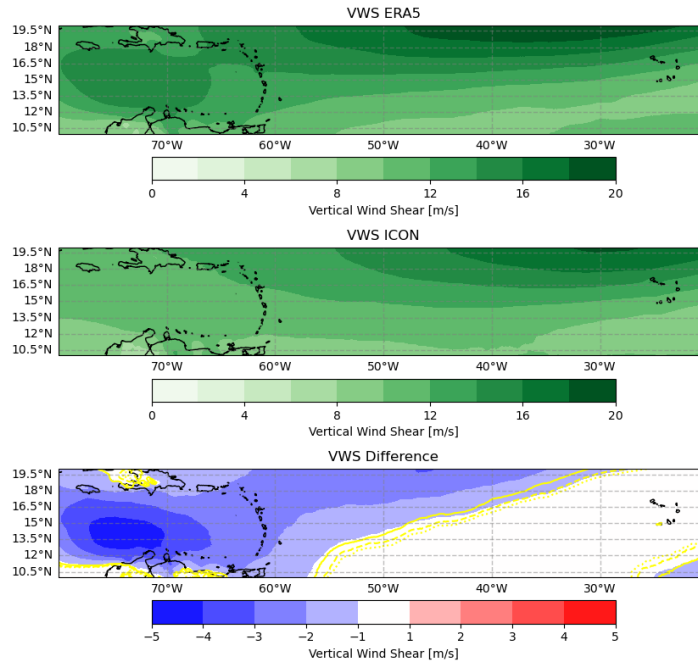 VWS ERA5
19.5°N
18°N
16.5°N
15°N
13.5°N
12°N
10.5°N
70°W 60°W 50°W 40°W 30°W
0 4 8 12 16 20
Vertical Wind Shear [m/s]
VWS ICON
19.5°N
18°N
16.5°N
15°N
13.5°N
12°N
10.5°N
70°W 60°W 50°W 40°W 30°W
0 4 8 12 16 20
Vertical Wind Shear [m/s]
VWS Difference
19.5°N
18°N
16.5°N
15°N
13.5°N
12°N
10.5°N
70°W 60°W 50°W 40°W 30°W
−5 −4 −3 −2 −1 1 2 3 4 5
Vertical Wind Shear [m/s]